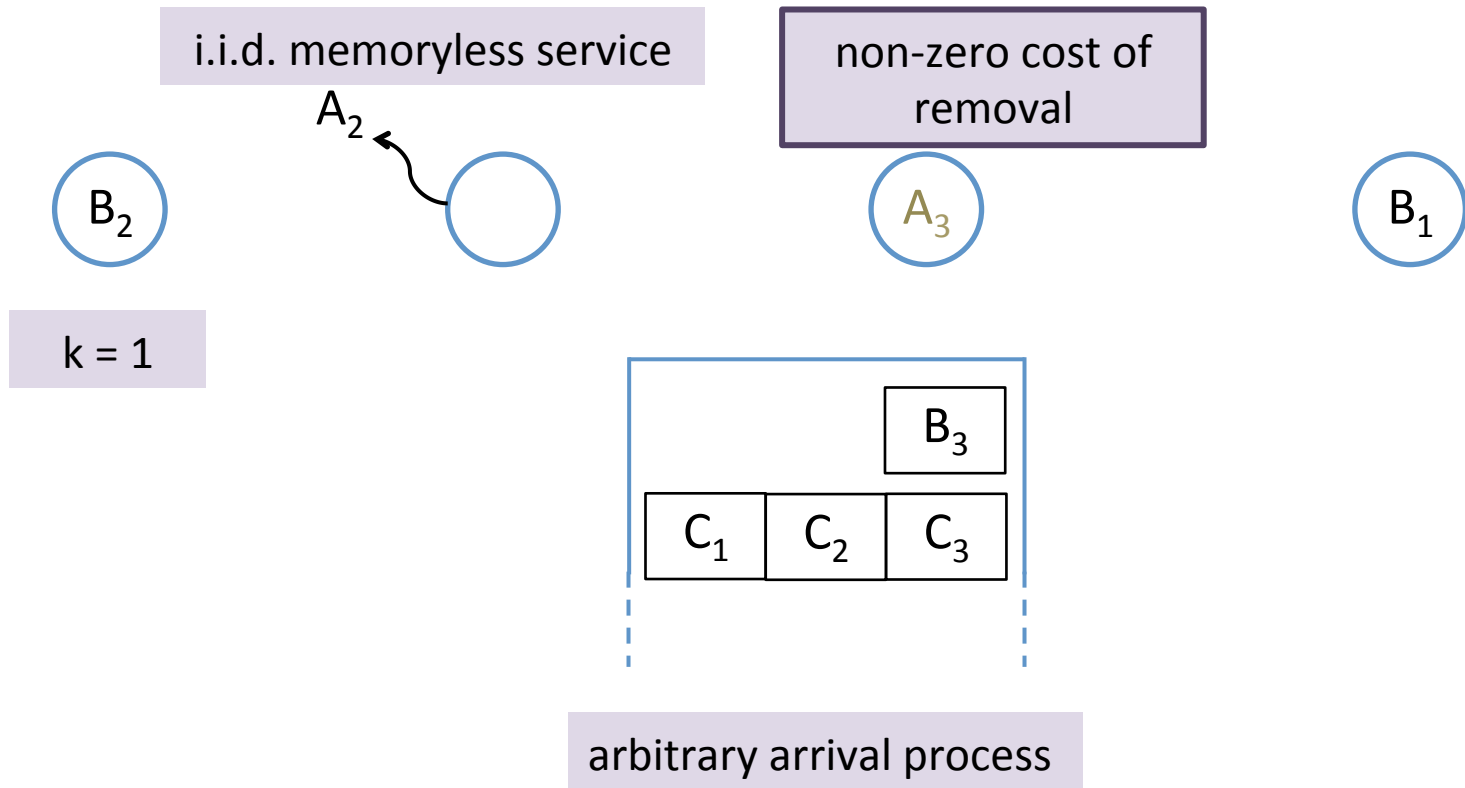 i.i.d. memoryless service
non-zero cost of
removal
A₂
B₂
A₃
B₁
k = 1
B₃
C₁ C₂ C₃
arbitrary arrival process